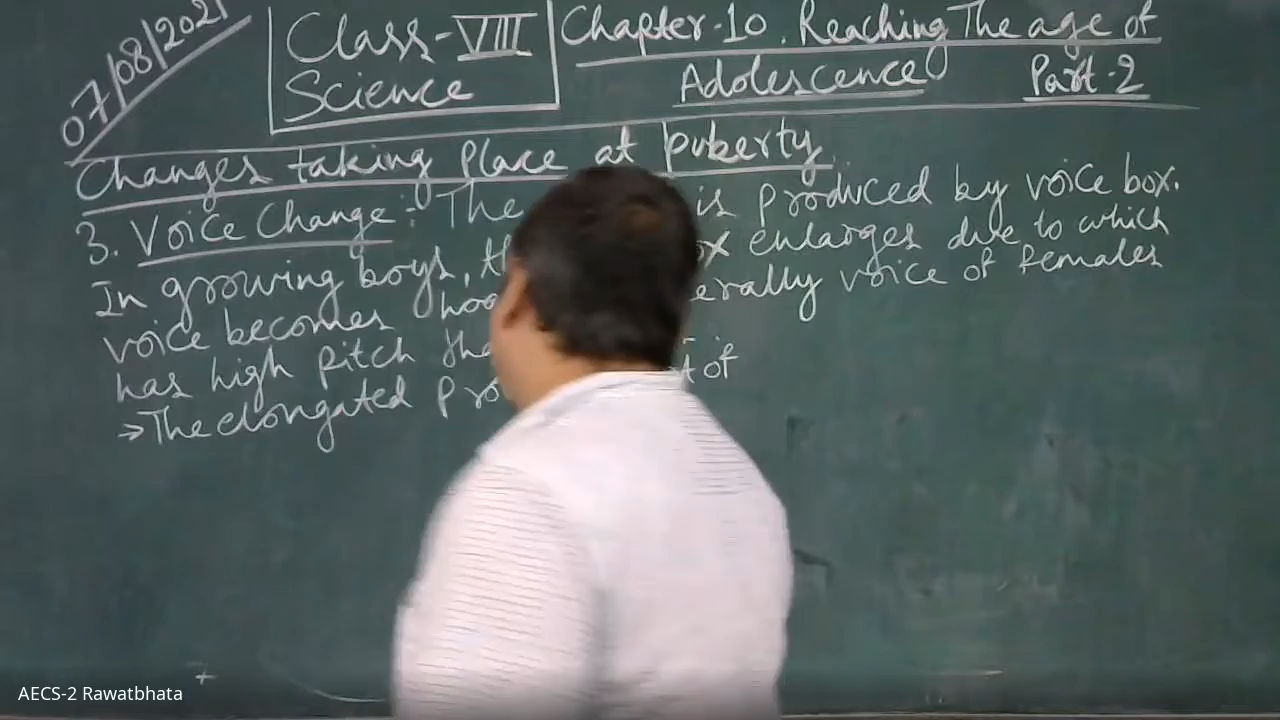 07/08/2021
Class-VIII
Science
Chapter-10. Reaching The age of
Adolescence Part-2
Changes taking Place at puberty
3. Voice Change:- The is produced by voice box.
In growing boys, enlarges due to which
voice becomes voice of Females
has high pitch of
→ The elongated
AECS-2 Rawatbhata